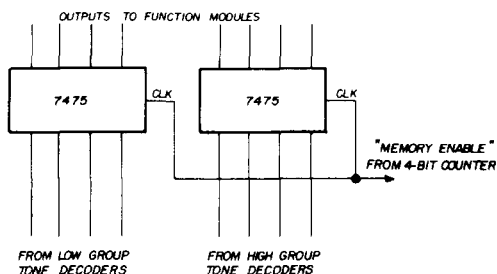 OUTPUTS TO FUNCTION MODULES
7475
CLK
7475
CLK
"MEMORY ENABLE"
FROM 4-BIT COUNTER
FROM LOW GROUP
TONE DECODERS
FROM HIGH GROUP
TONE DECODERS